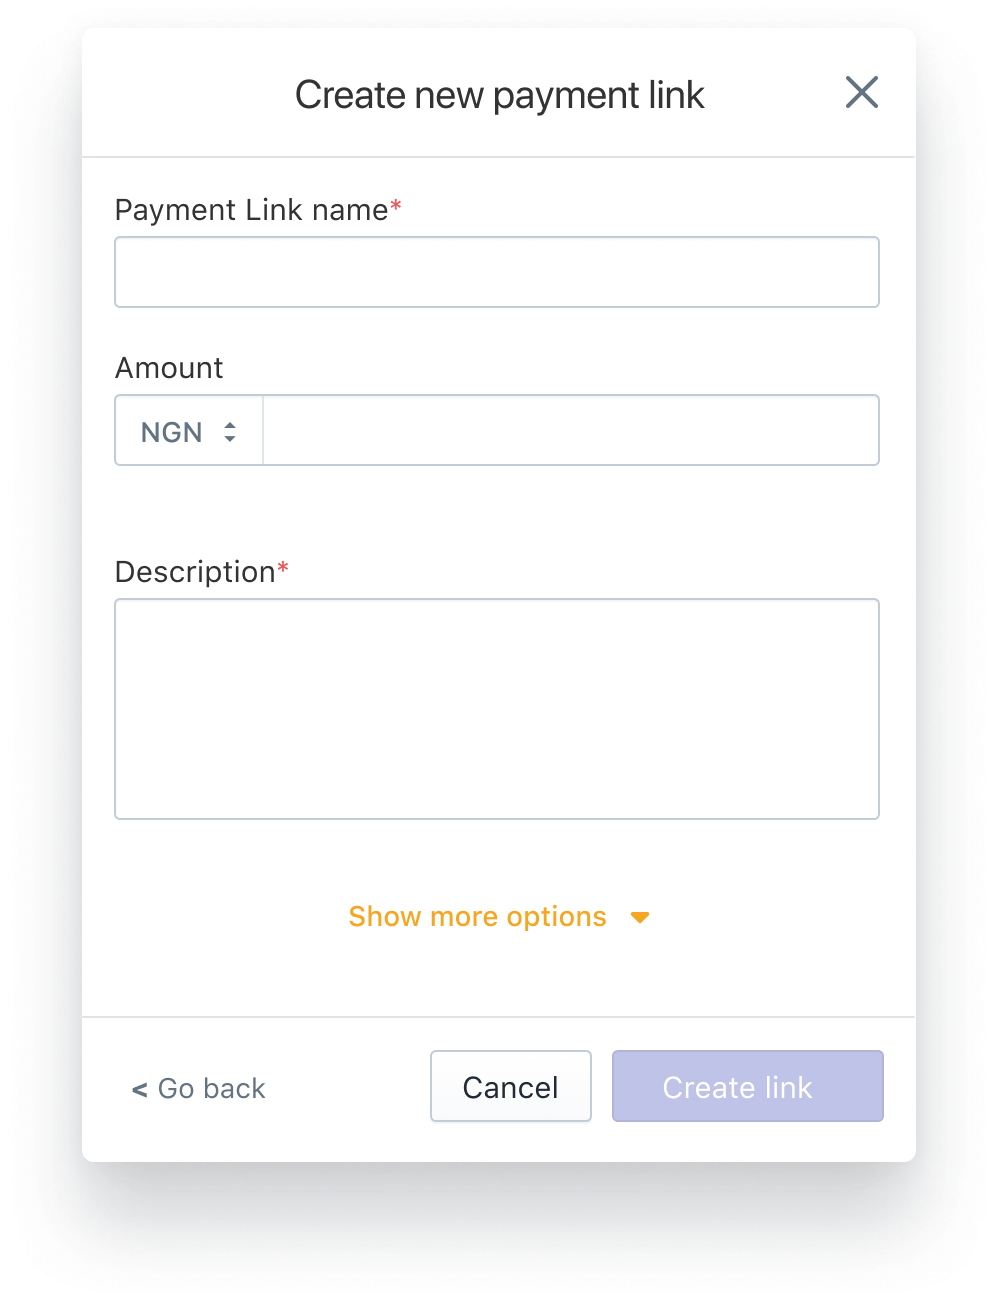 Create new payment link
Payment Link name*
Amount
NGN
Description*
Show more options
< Go back
Cancel
Create link